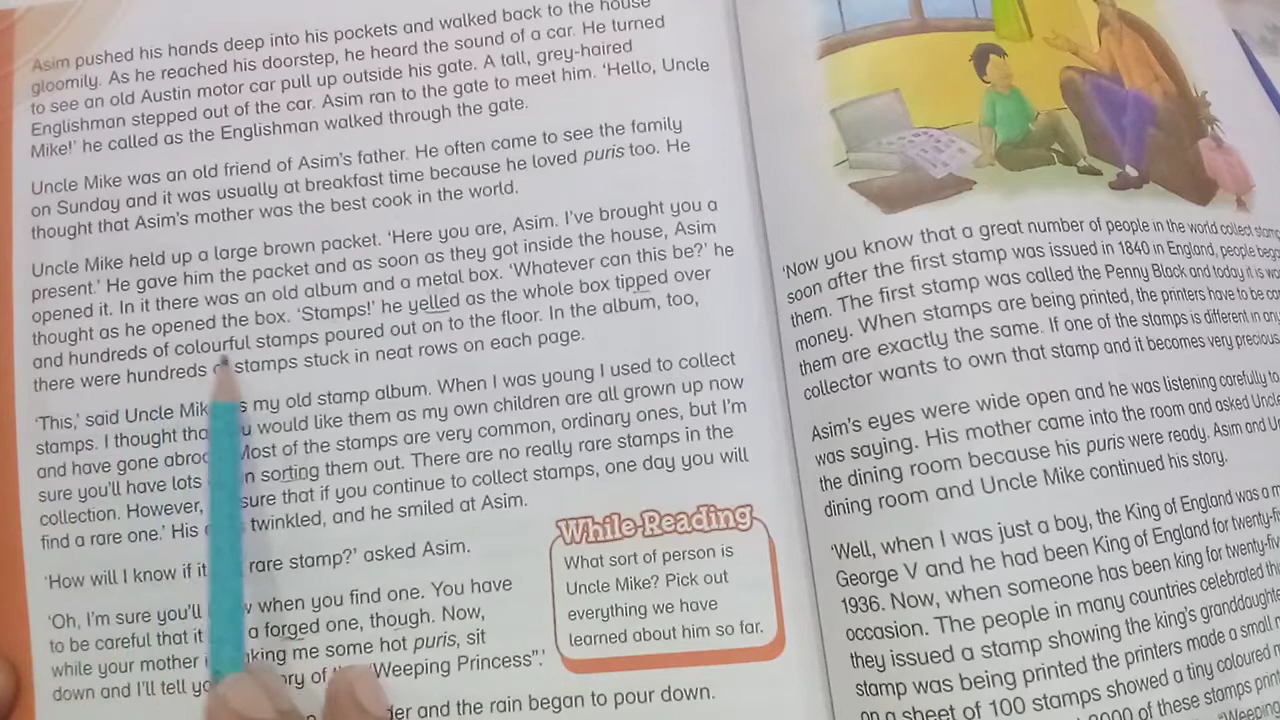 Asim pushed his hands deep into his pockets and walked back to the house
gloomily. As he reached his doorstep, he heard the sound of a car. He turned
to see an old Austin motor car pull up outside his gate. A tall, grey-haired
Englishman stepped out of the car. Asim ran to the gate to meet him. ‘Hello, Uncle
Mike!’ he called as the Englishman walked through the gate.
Uncle Mike was an old friend of Asim’s father. He often came to see the family
on Sunday and it was usually at breakfast time because he loved puris too. He
thought that Asim’s mother was the best cook in the world.
Uncle Mike held up a large brown packet. ‘Here you are, Asim. I’ve brought you a
present.’ He gave him the packet and as soon as they got inside the house, Asim
opened it. In it there was an old album and a metal box. ‘Whatever can this be?’ he
thought as he opened the box. ‘Stamps!’ he yelled as the whole box tipped over
and hundreds of colourful stamps poured out on to the floor. In the album, too,
there were hundreds stamps stuck in neat rows on each page.
‘This,’ said Uncle my old stamp album. When I was young I used to collect
stamps. I thought would like them as my own children are all grown up now
and have gone Most of the stamps are very common, ordinary ones, but I’m
sure you’ll have lots sorting them out. There are no really rare stamps in the
collection. However, sure that if you continue to collect stamps, one day you will
find a rare one.’ His twinkled, and he smiled at Asim.
‘How will I know if rare stamp?’ asked Asim.
‘Oh, I’m sure you’ll when you find one. You have
to be careful that it a forged one, though. Now,
while your mother me some hot puris, sit
down and I’ll tell of “Weeping Princess”.’
and the rain began to pour down.
While-Reading
What sort of person is
Uncle Mike? Pick out
everything we have
learned about him so far.
‘Now you know that a great number of people in the world collect
soon after the first stamp was issued in 1840 in England, people
them. The first stamp was called the Penny Black and today it is
money. When stamps are being printed, the printers have to be
them are exactly the same. If one of the stamps is different in
collector wants to own that stamp and it becomes very precious
Asim’s eyes were wide open and he was listening carefully to
was saying. His mother came into the room and asked
the dining room because his puris were ready. Asim and
dining room and Uncle Mike continued his story.
‘Well, when I was just a boy, the King of England was a
George V and he had been King of England for
1936. Now, when someone has been king for
occasion. The people in many countries celebrated
they issued a stamp showing the king’s
stamp was being printed the printers made a small
on a sheet of 100 stamps showed a tiny coloured
of these stamps